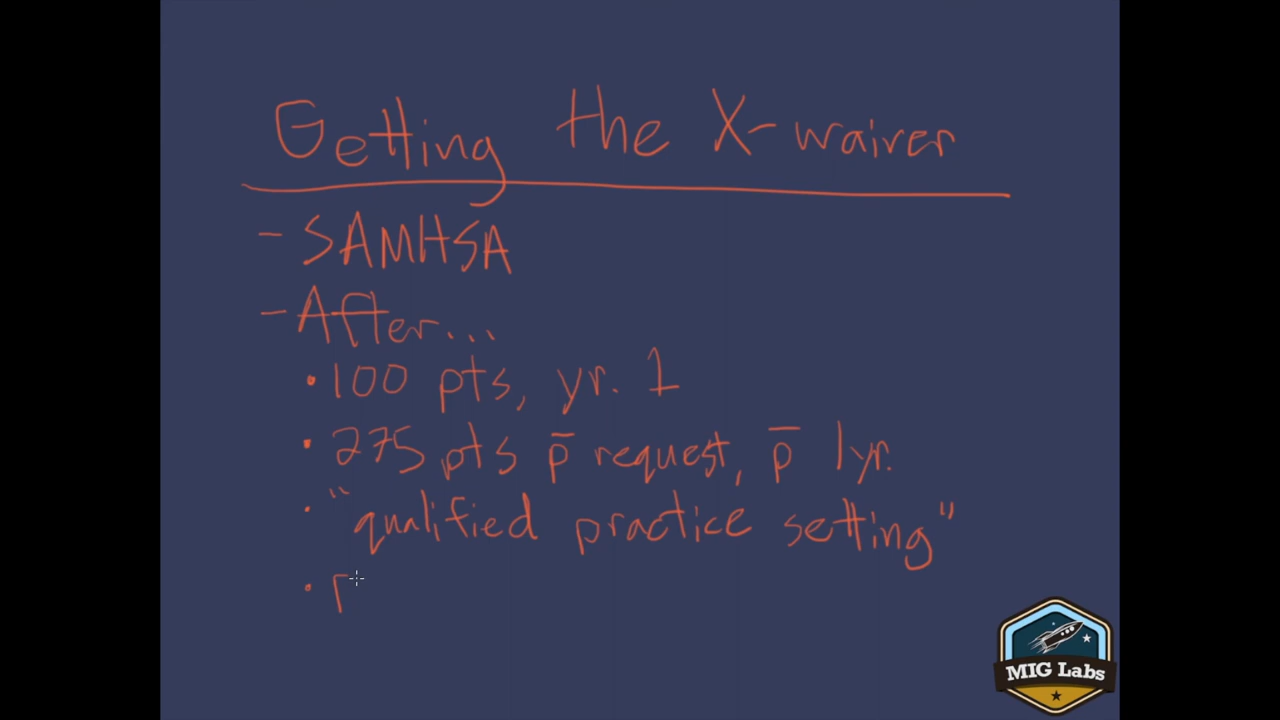 Getting the X-waiver
- SAMHSA
- After...
• 100 pts, yr. 1
• 275 pts p̄ request, p̄ 1yr.
• "qualified practice setting"
•
MIG Labs